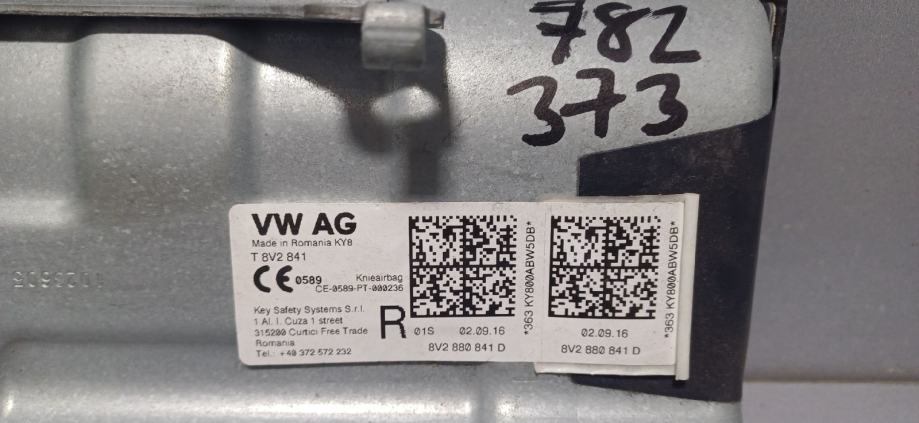 782
373
VW AG
Made in Romania KY8
T 8V2 841
CE 0589 Knieairbag
CE-0589-PT-000236
Key Safety Systems S.r.l.
1 Al. I. Cuza 1 street
315200 Curtici Free Trade
Romania
Tel.: +40 372 572 232
R
01S 02.09.16
8V2 880 841 D
*363 KY800ABW5DB*
02.09.16
8V2 880 841 D
*363 KY800ABW5DB*